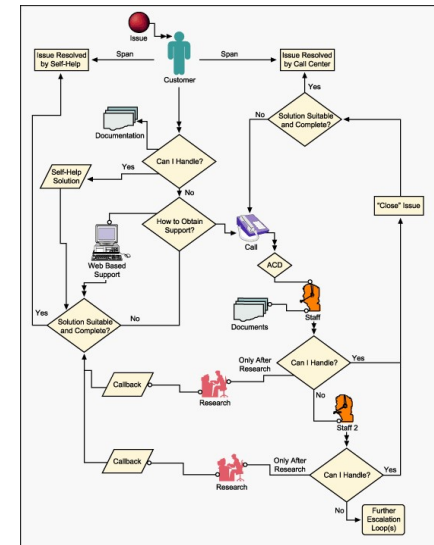 Issue
Issue Resolved
by Self-Help
Span
Span
Issue Resolved
by Call Center
Customer
Yes
Documentation
No
Solution Suitable
and Complete?
Can I Handle?
Self-Help
Solution
Yes
No
How to Obtain
Support?
"Close" Issue
Call
Web Based
Support
ACD
Staff
Documents
Yes
Solution Suitable
and Complete?
No
Only After
Research
Can I Handle?
Yes
Callback
Research
No
Staff 2
Only After
Research
Callback
Can I Handle?
Yes
Research
No
Further
Escalation
Loop(s)